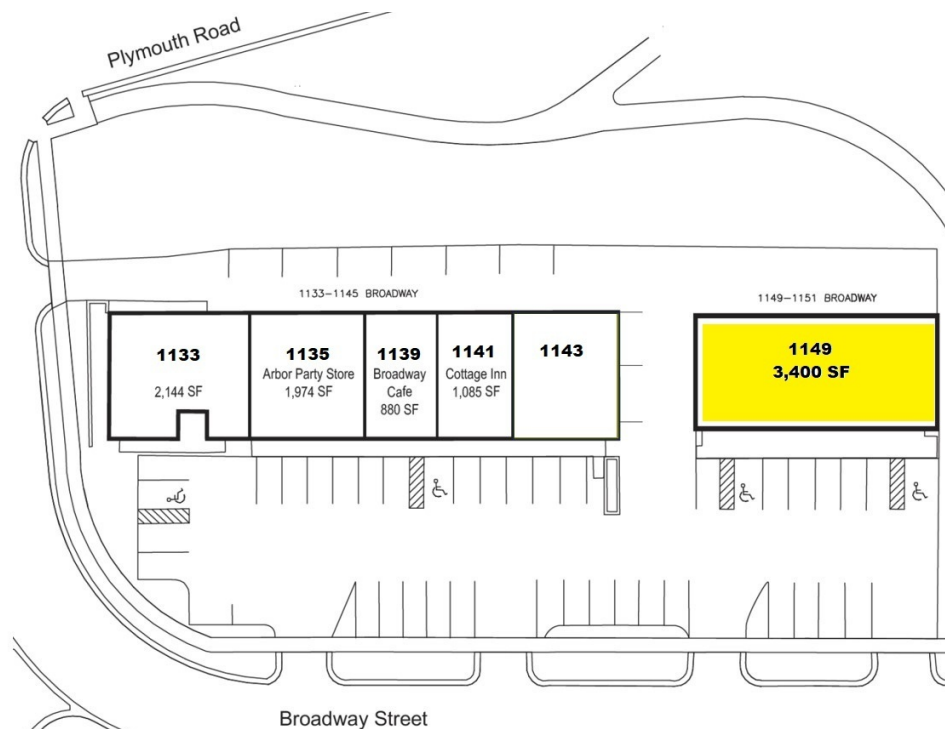 Plymouth Road
1133-1145 BROADWAY
1149-1151 BROADWAY
1133
2,144 SF
1135
Arbor Party Store
1,974 SF
1139
Broadway
Cafe
880 SF
1141
Cottage Inn
1,085 SF
1143
1149
3,400 SF
Broadway Street